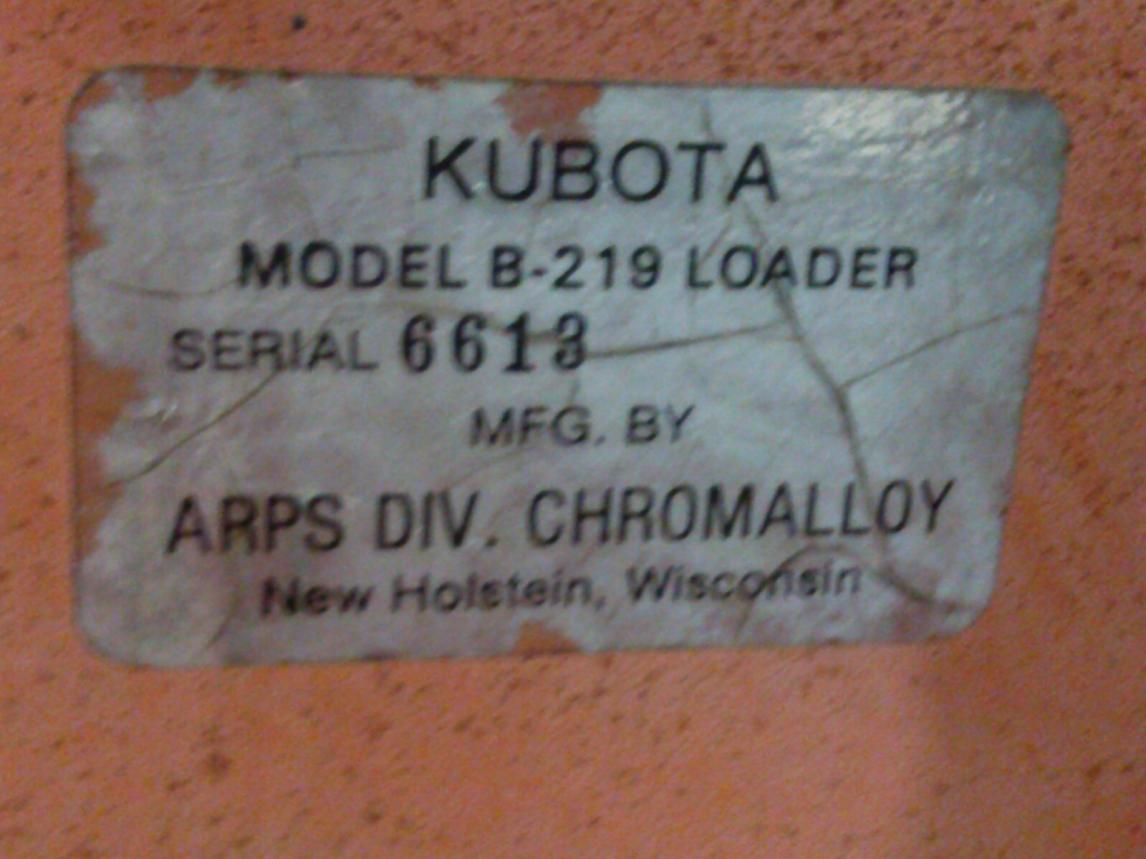 KUBOTA
MODEL B-219 LOADER
SERIAL 6613
MFG. BY
ARPS DIV. CHROMALLOY
New Holstein, Wisconsin